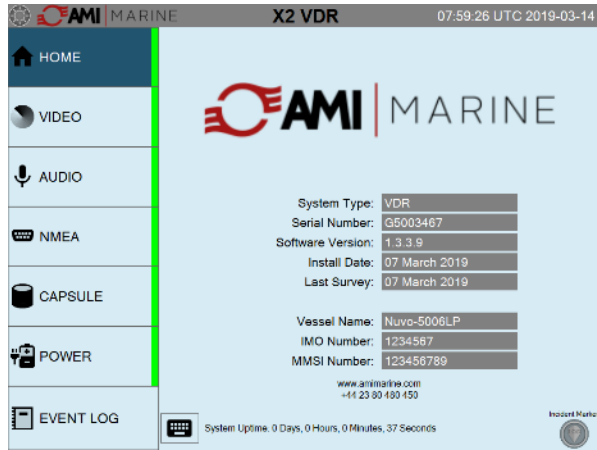 AMI MARINE X2 VDR 07:59:26 UTC 2019-03-14
HOME
VIDEO
AUDIO
NMEA
CAPSULE
POWER
EVENT LOG
AMI MARINE
System Type: VDR
Serial Number: G5003467
Software Version: 1.3.3.9
Install Date: 07 March 2019
Last Survey: 07 March 2019
Vessel Name: Nuvo-5006LP
IMO Number: 1234567
MMSI Number: 123456789
www.amimarine.com
+44 23 80 480 450
System Uptime. 0 Days, 0 Hours, 0 Minutes, 37 Seconds
Incident Marke